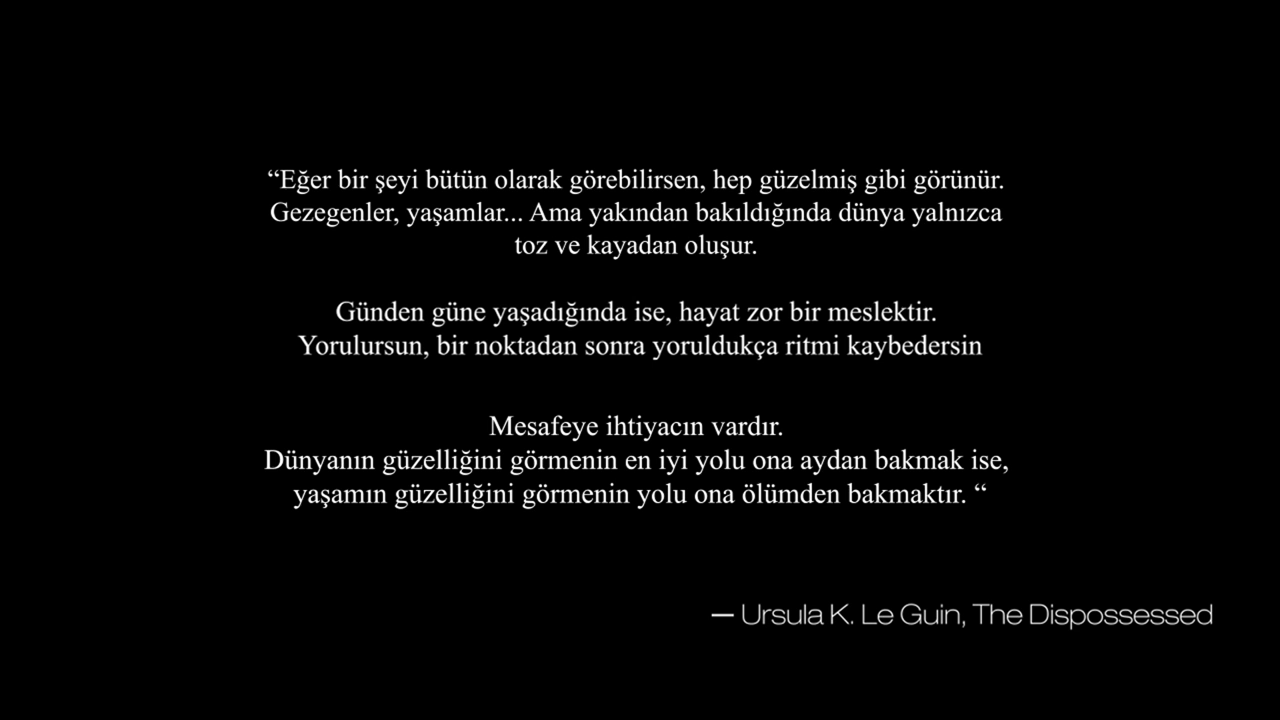 “Eğer bir şeyi bütün olarak görebilirsen, hep güzelmiş gibi görünür.
Gezegenler, yaşamlar... Ama yakından bakıldığında dünya yalnızca
toz ve kayadan oluşur.
Günden güne yaşadığında ise, hayat zor bir meslektir.
Yorulursun, bir noktadan sonra yoruldukça ritmi kaybedersin
Mesafeye ihtiyacın vardır.
Dünyanın güzelliğini görmenin en iyi yolu ona aydan bakmak ise,
yaşamın güzelliğini görmenin yolu ona ölümden bakmaktır. “
— Ursula K. Le Guin, The Dispossessed